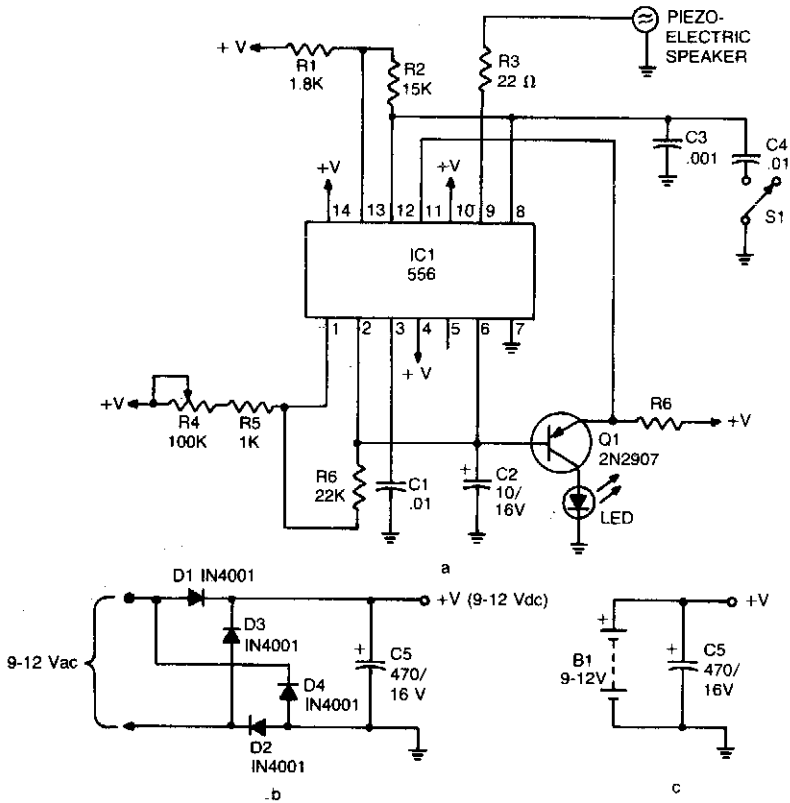 PIEZO-
ELECTRIC
SPEAKER
+ V
R1
1.8K
R2
15K
R3
22 Ω
C3
.001
C4
.01
S1
+V
+V
14 13 12 11 10 9 8
IC1
556
1 2 3 4 5 6 7
+ V
+V
R4
100K
R5
1K
R6
22K
C1
.01
+
C2
10/
16V
R6
+V
Q1
2N2907
LED
a
D1 IN4001
+V (9-12 Vdc)
D3
IN4001
9-12 Vac
D4
IN4001
D2
IN4001
+
C5
470/
16 V
b
+
B1
9-12V
+V
+
C5
470/
16V
c